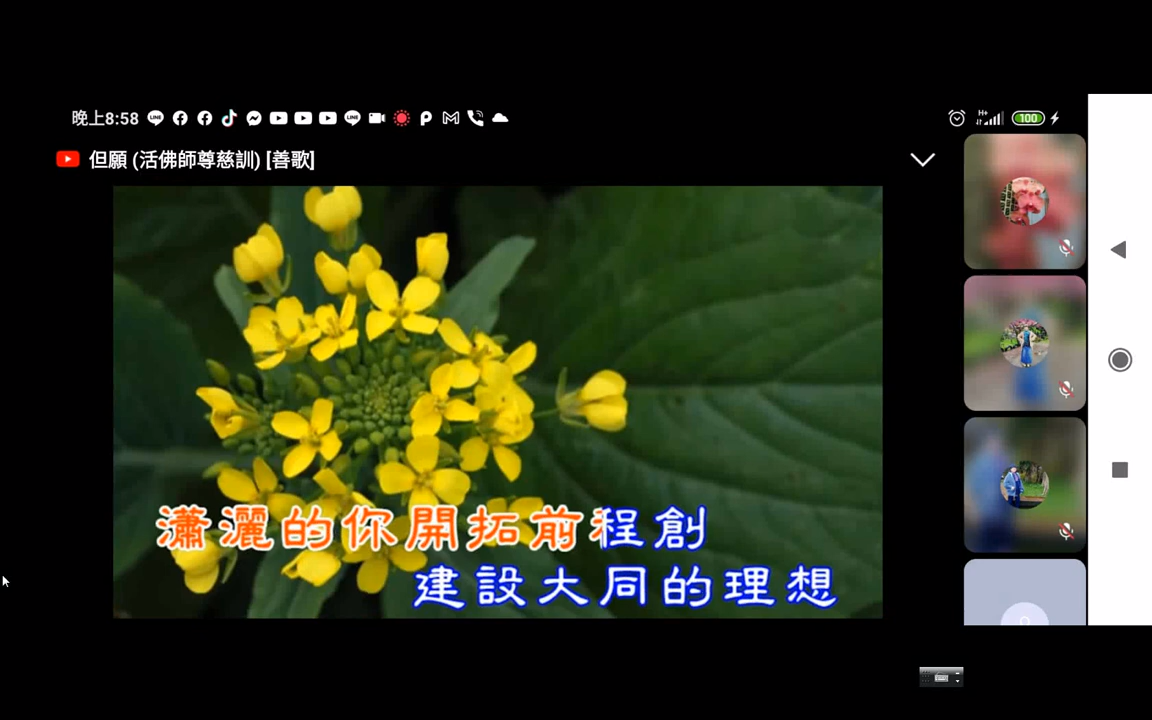 晚上8:58
H+
100
但願 (活佛師尊慈訓) [善歌]
瀟灑的你開拓前程創
建設大同的理想